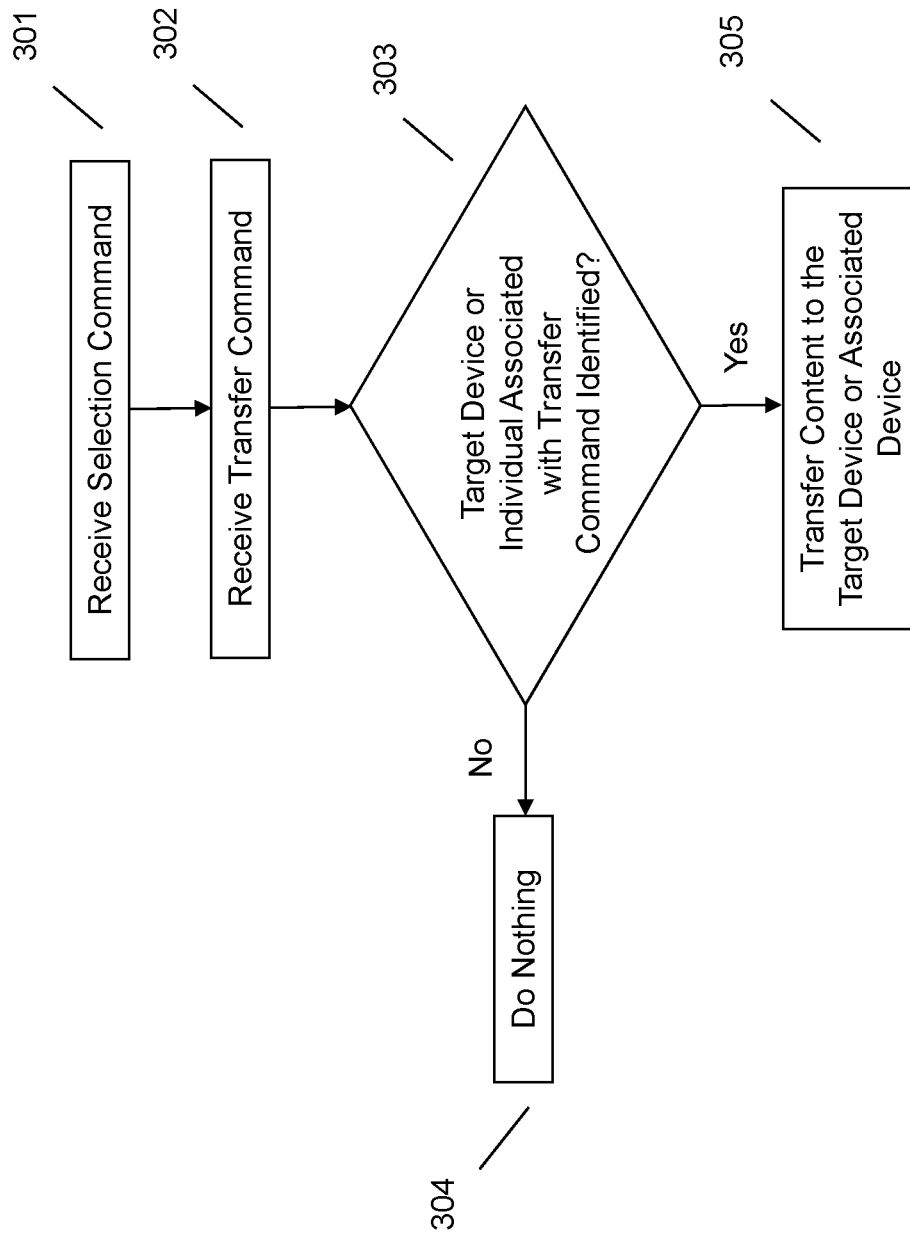 301
Receive Selection Command
302
Receive Transfer Command
303
Target Device or
Individual Associated
with Transfer
Command Identified?
No
Do Nothing
304
Yes
305
Transfer Content to the
Target Device or Associated
Device